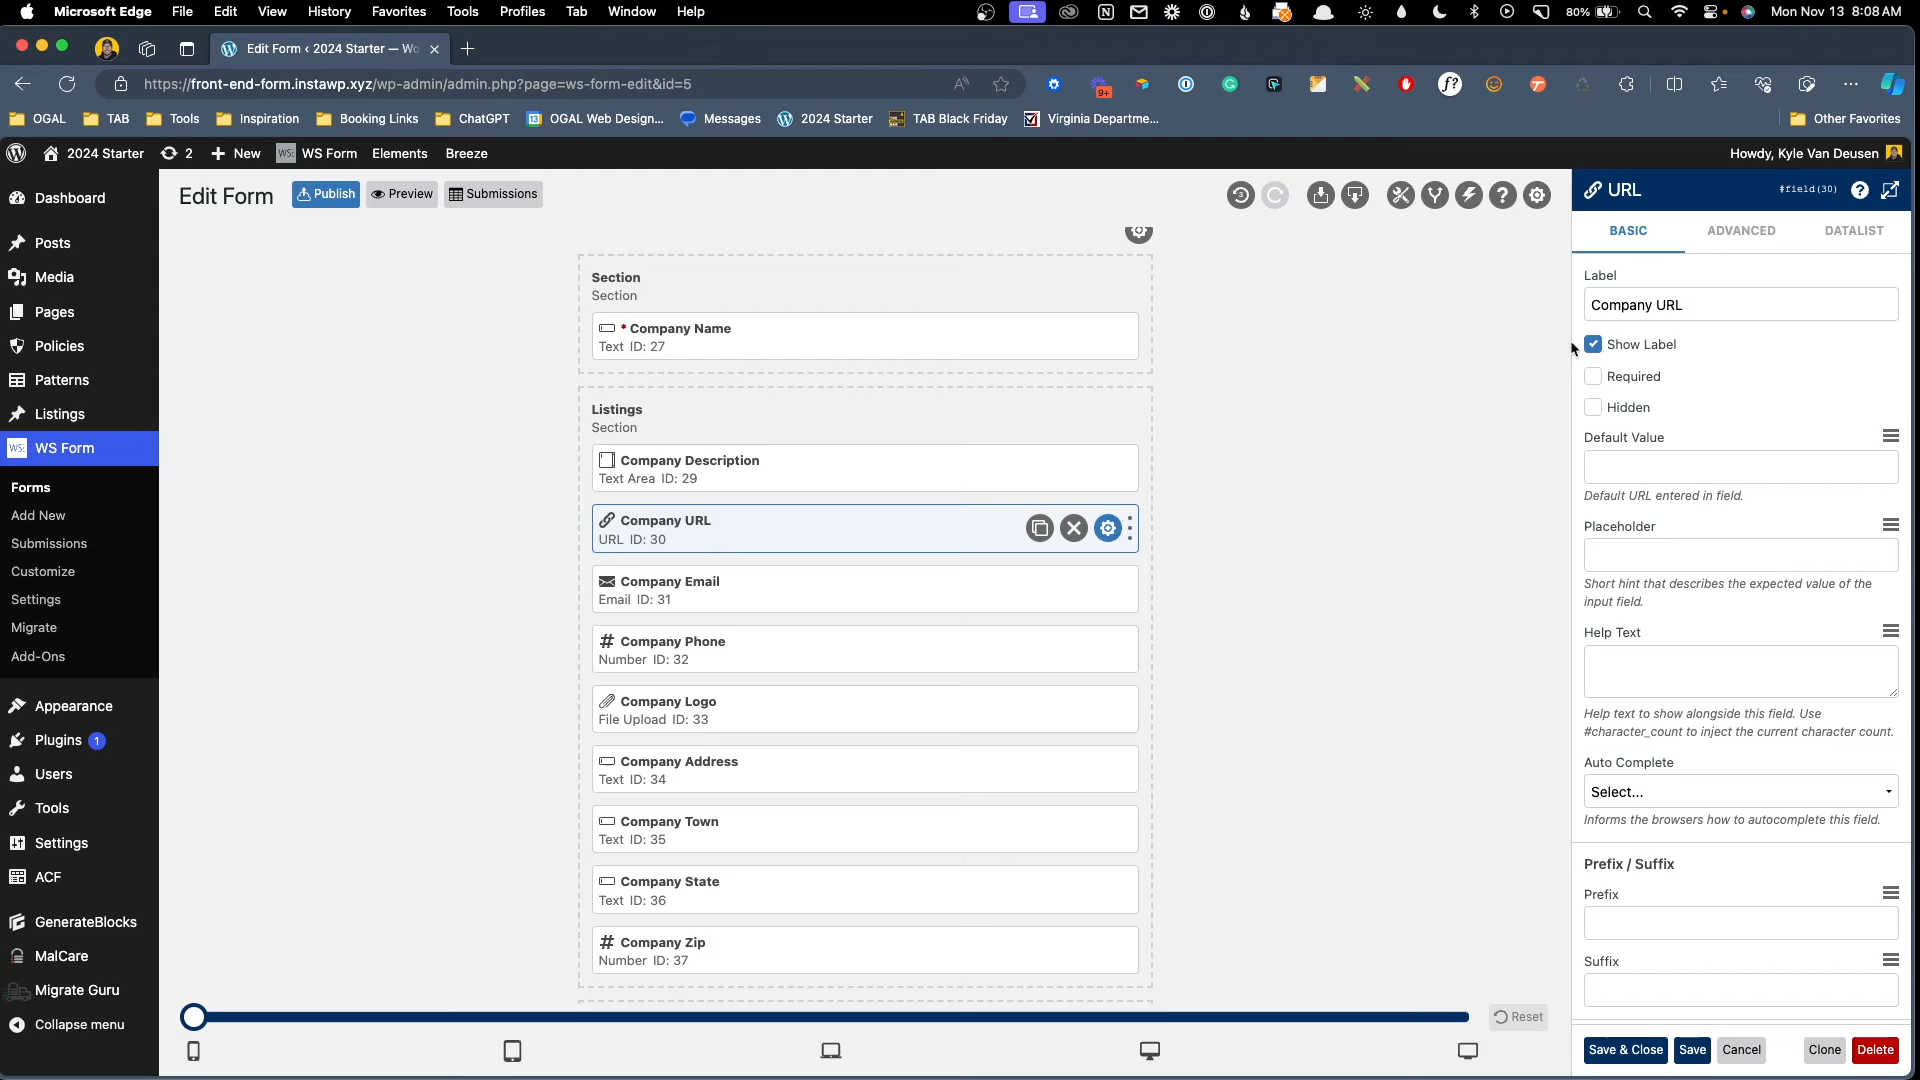 Microsoft Edge File Edit View History Favorites Tools Profiles Tab Window Help
80% Mon Nov 13 8:08 AM
Edit Form ‹ 2024 Starter — Wo
https://front-end-form.instawp.xyz/wp-admin/admin.php?page=ws-form-edit&id=5
9+
f?
OGAL TAB Tools Inspiration Booking Links ChatGPT OGAL Web Design... Messages 2024 Starter TAB Black Friday Virginia Departme... Other Favorites
2024 Starter 2 New WS Form Elements Breeze Howdy, Kyle Van Deusen
Dashboard
Posts
Media
Pages
Policies
Patterns
Listings
WS Form
Forms
Add New
Submissions
Customize
Settings
Migrate
Add-Ons
Appearance
Plugins 1
Users
Tools
Settings
ACF
GenerateBlocks
MalCare
Migrate Guru
Collapse menu
Edit Form Publish Preview Submissions
3
Section
Section
* Company Name
Text ID: 27
Listings
Section
Company Description
Text Area ID: 29
Company URL
URL ID: 30
Company Email
Email ID: 31
Company Phone
Number ID: 32
Company Logo
File Upload ID: 33
Company Address
Text ID: 34
Company Town
Text ID: 35
Company State
Text ID: 36
Company Zip
Number ID: 37
Reset
URL #field(30)
BASIC ADVANCED DATALIST
Label
Company URL
Show Label
Required
Hidden
Default Value
Default URL entered in field.
Placeholder
Short hint that describes the expected value of the
input field.
Help Text
Help text to show alongside this field. Use
#character_count to inject the current character count.
Auto Complete
Select...
Informs the browsers how to autocomplete this field.
Prefix / Suffix
Prefix
Suffix
Save & Close Save Cancel Clone Delete